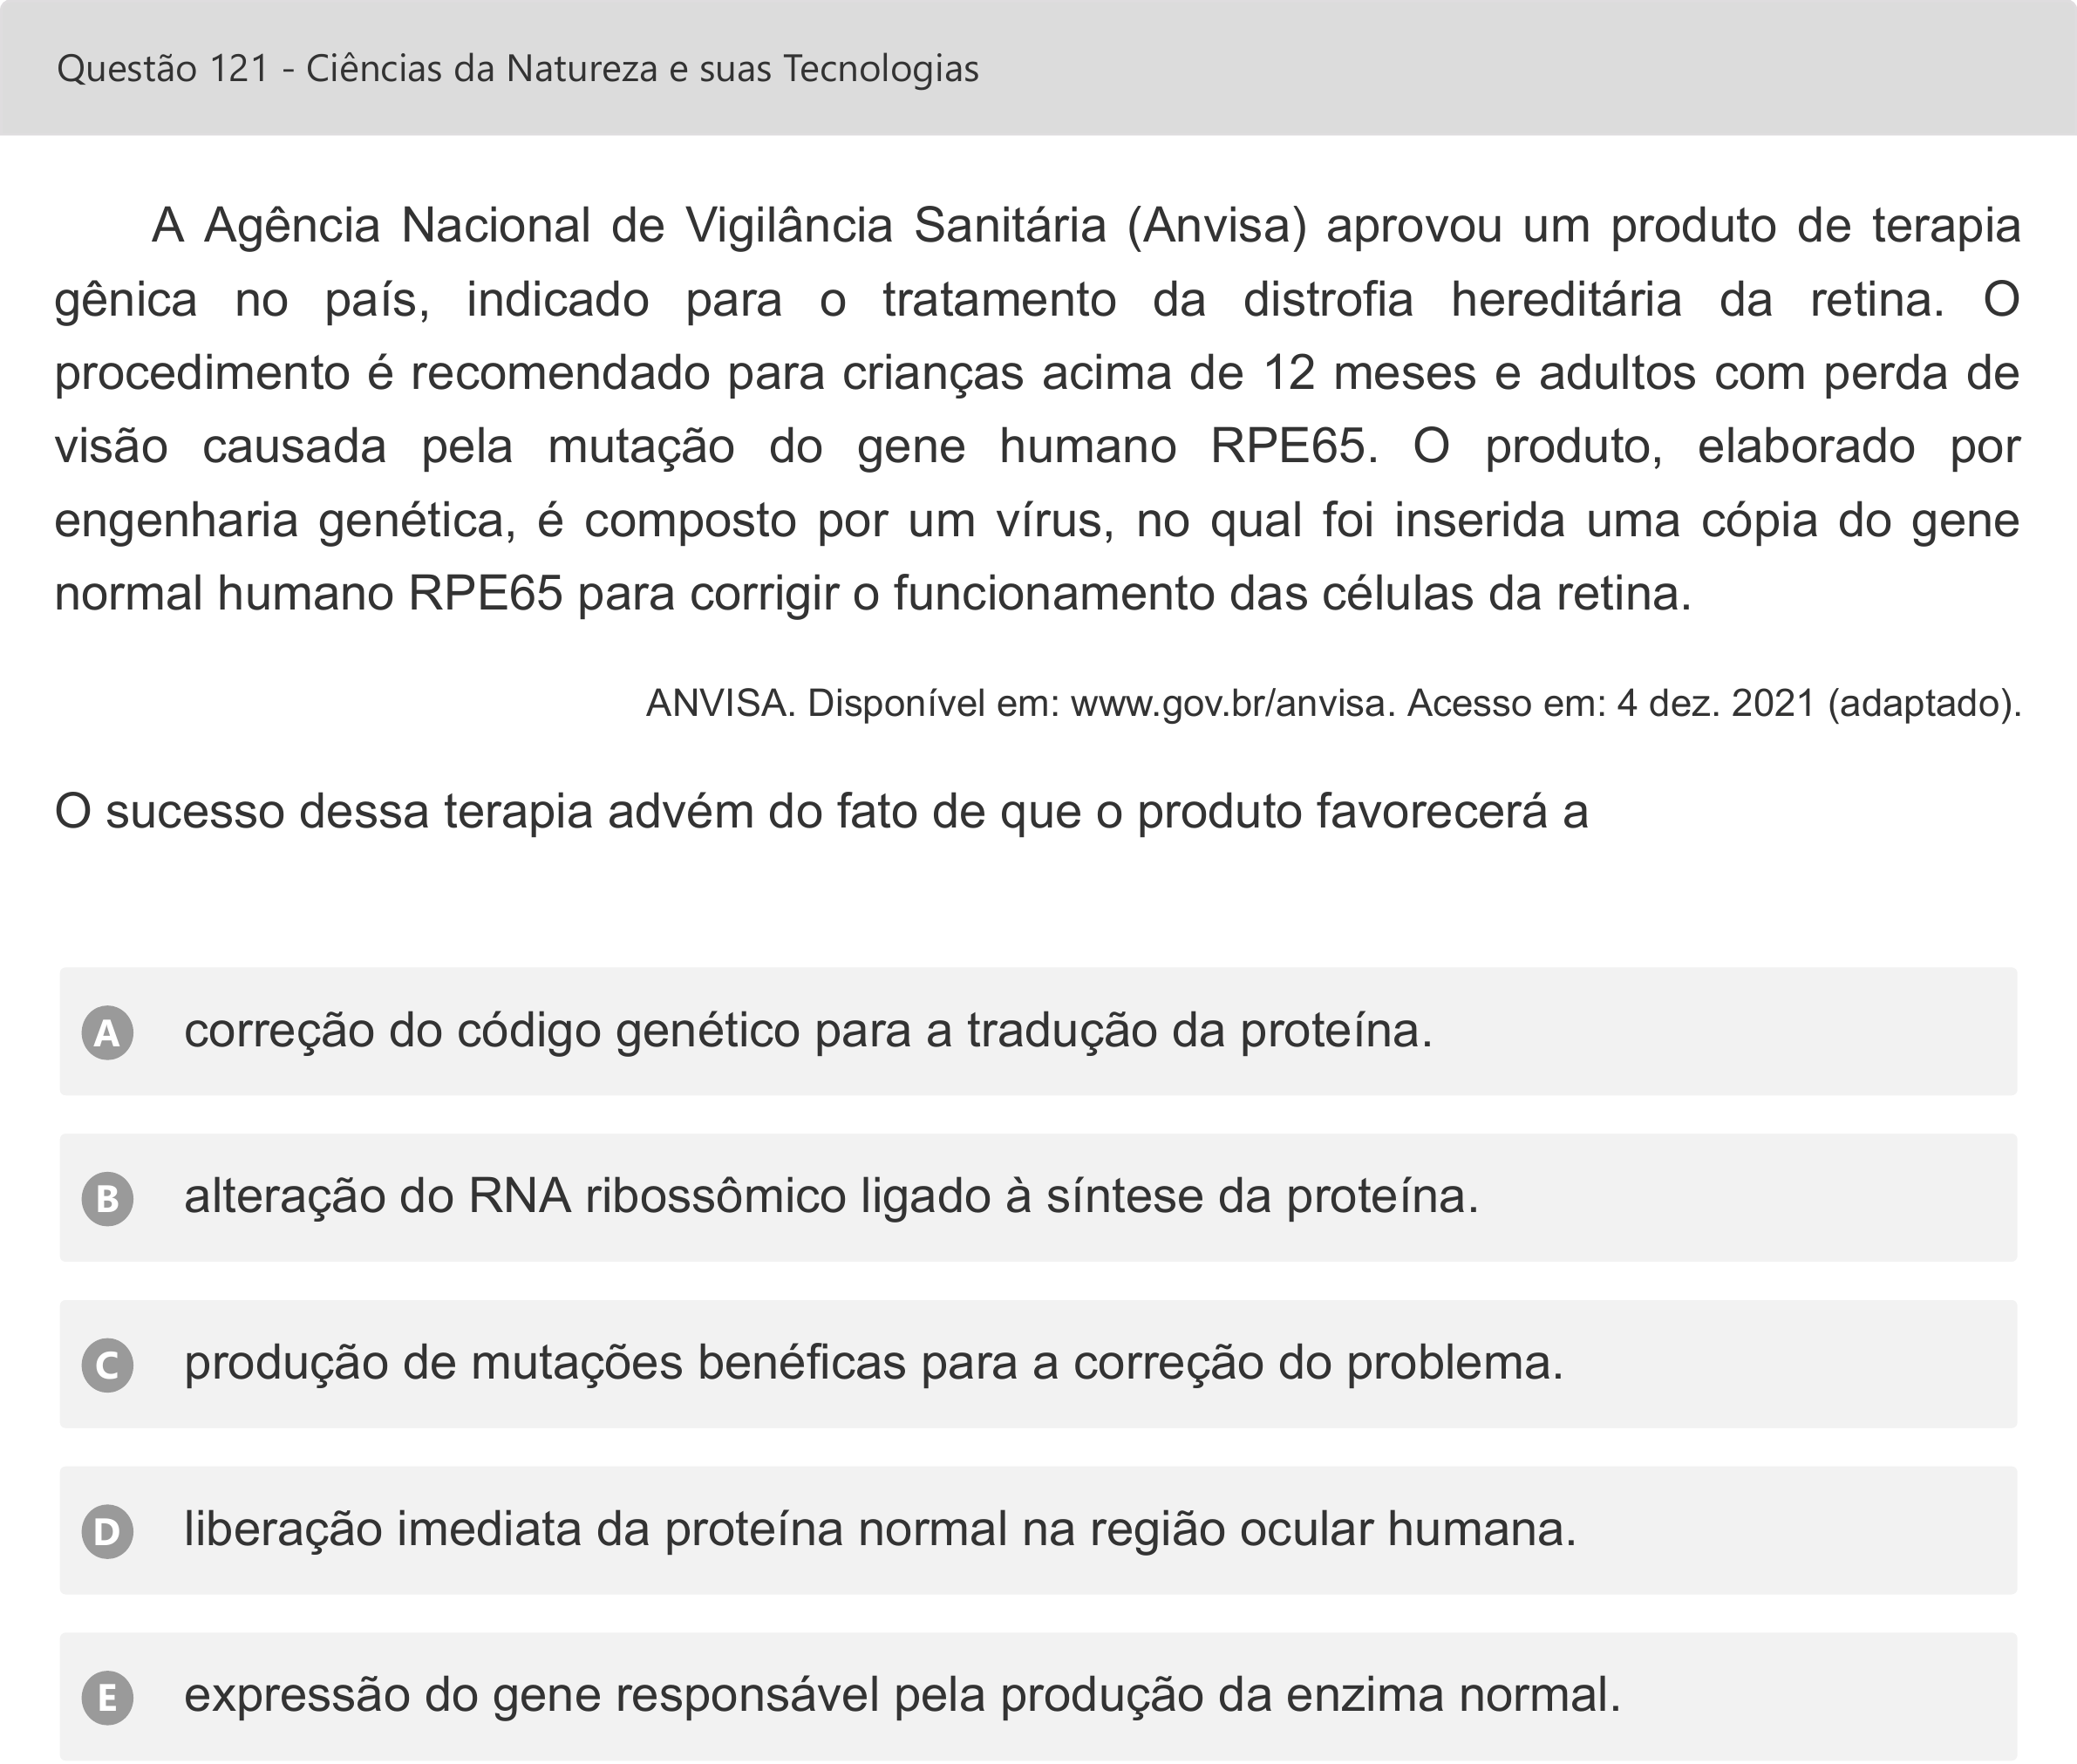 Questão 121 - Ciências da Natureza e suas Tecnologias
A Agência Nacional de Vigilância Sanitária (Anvisa) aprovou um produto de terapia
gênica no país, indicado para o tratamento da distrofia hereditária da retina. O
procedimento é recomendado para crianças acima de 12 meses e adultos com perda de
visão causada pela mutação do gene humano RPE65. O produto, elaborado por
engenharia genética, é composto por um vírus, no qual foi inserida uma cópia do gene
normal humano RPE65 para corrigir o funcionamento das células da retina.
ANVISA. Disponível em: www.gov.br/anvisa. Acesso em: 4 dez. 2021 (adaptado).
O sucesso dessa terapia advém do fato de que o produto favorecerá a
A correção do código genético para a tradução da proteína.
B alteração do RNA ribossômico ligado à síntese da proteína.
C produção de mutações benéficas para a correção do problema.
D liberação imediata da proteína normal na região ocular humana.
E expressão do gene responsável pela produção da enzima normal.